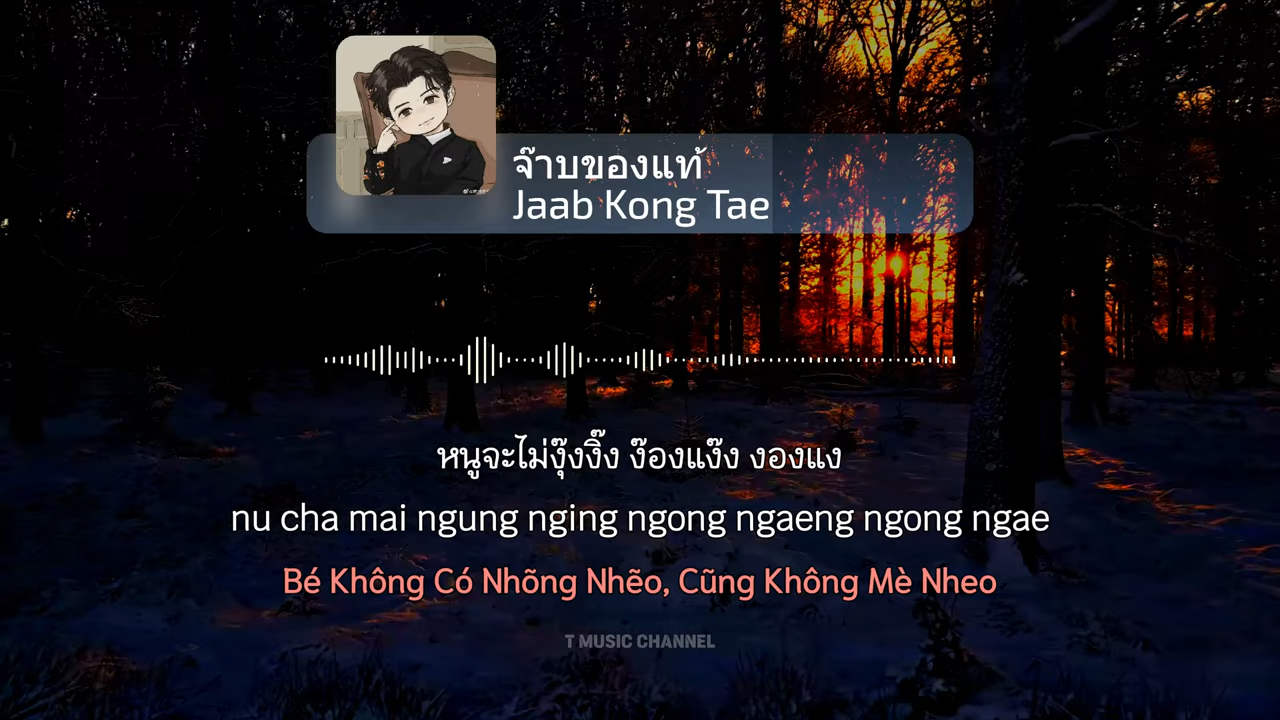 จ๊าบของแท้
Jaab Kong Tae
หนูจะไม่งุ๊งงิ๊ง ง๊องแง๊ง งองแง
nu cha mai ngung nging ngong ngaeng ngong ngae
Bé Không Có Nhõng Nhẽo, Cũng Không Mè Nheo
T MUSIC CHANNEL